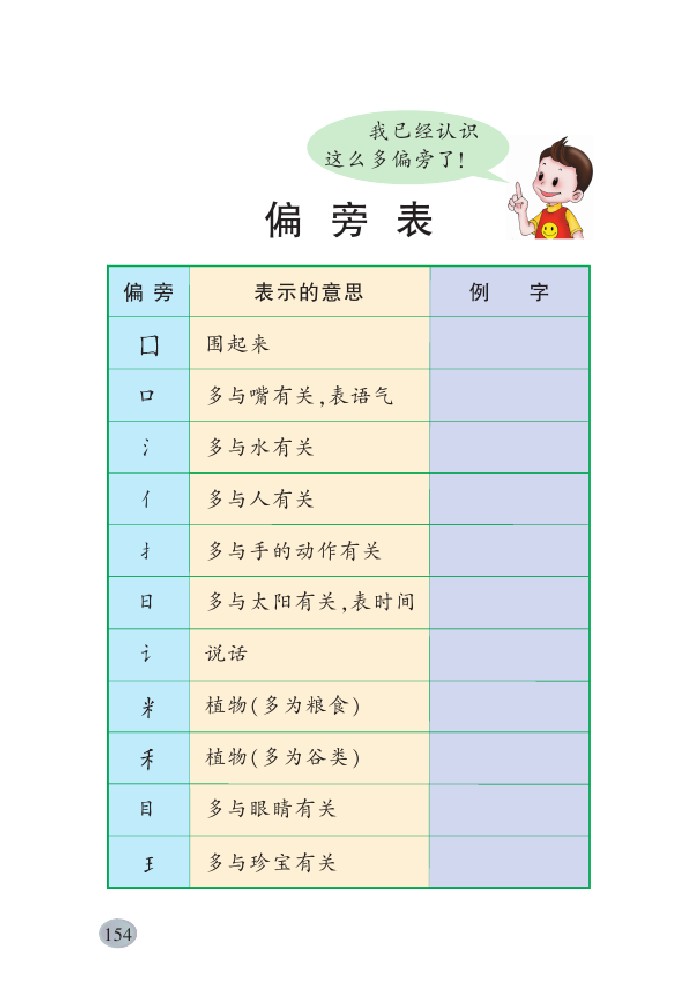 我已经认识
这么多偏旁了！
偏旁表
偏旁 表示的意思 例字
囗 围起来
口 多与嘴有关,表语气
氵 多与水有关
亻 多与人有关
扌 多与手的动作有关
日 多与太阳有关,表时间
讠 说话
米 植物(多为粮食)
禾 植物(多为谷类)
目 多与眼睛有关
王 多与珍宝有关
154